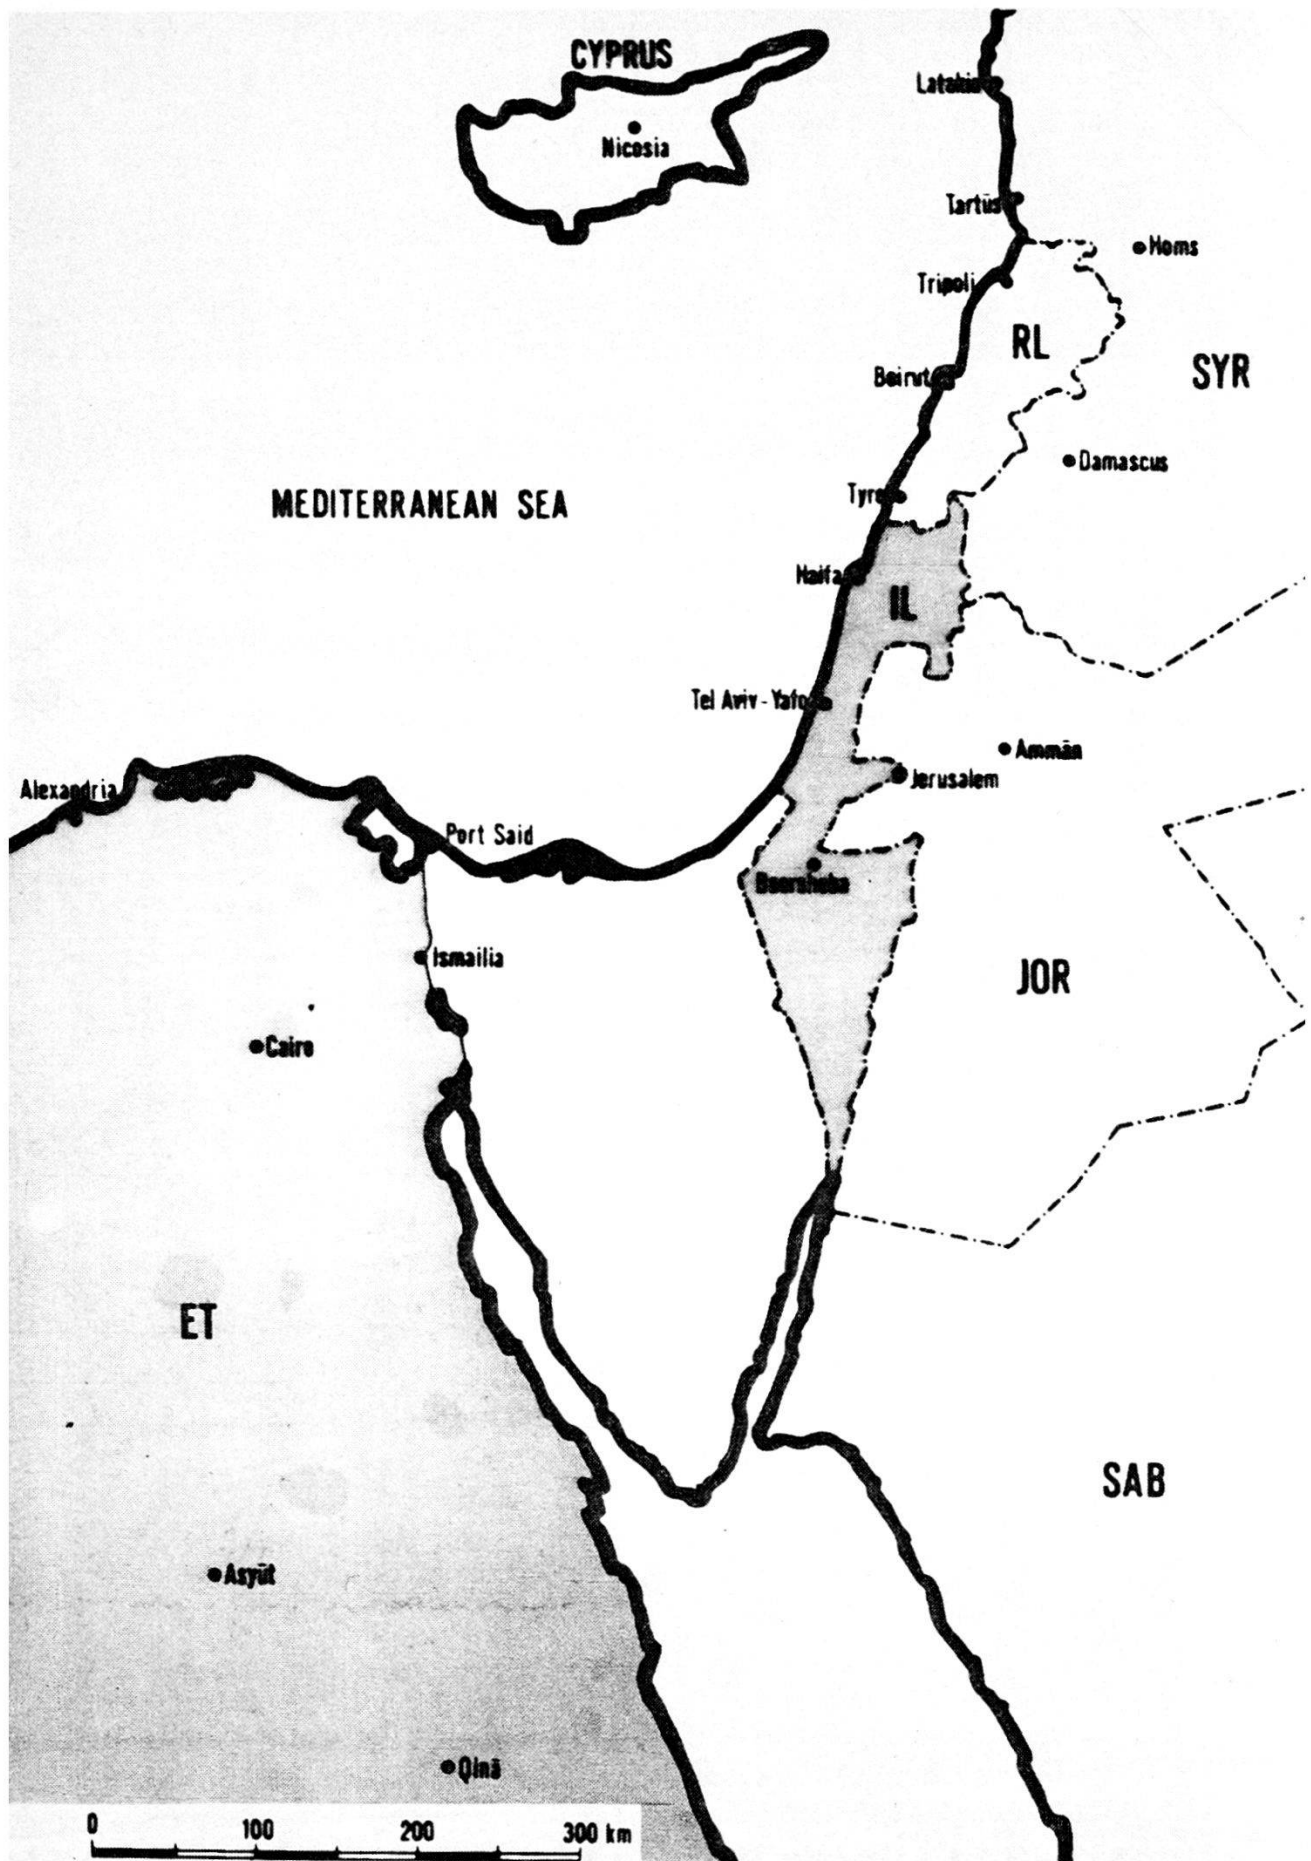 CYPRUS
Latakia
Nicosia
Tartūs
Homs
Tripoli
RL
SYR
Beirut
Damascus
MEDITERRANEAN SEA
Tyre
Haifa
IL
Tel Aviv-Yafo
Ammān
Jerusalem
Alexandria
Port Said
Beersheba
Ismailia
JOR
Cairo
ET
SAB
Asyūt
Qinā
0 100 200 300 km